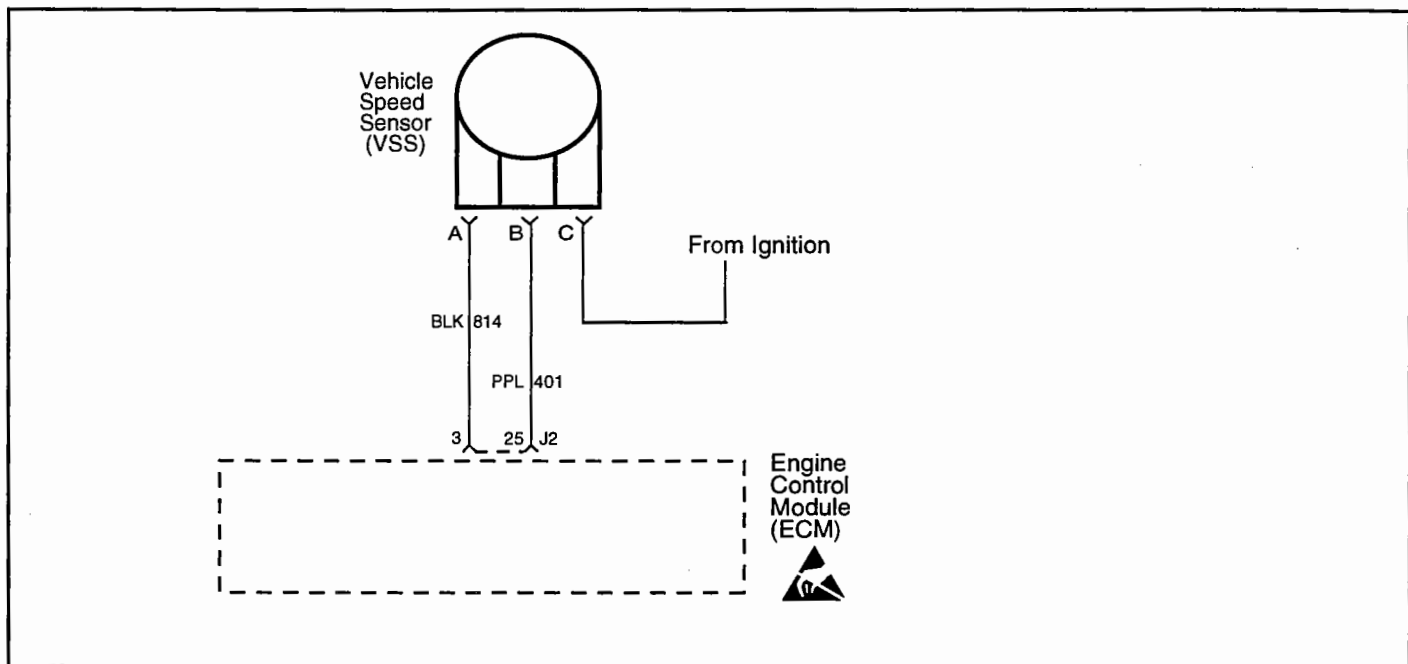 Vehicle
Speed
Sensor
(VSS)
A B C
From Ignition
BLK 814
PPL 401
3 25 J2
Engine
Control
Module
(ECM)